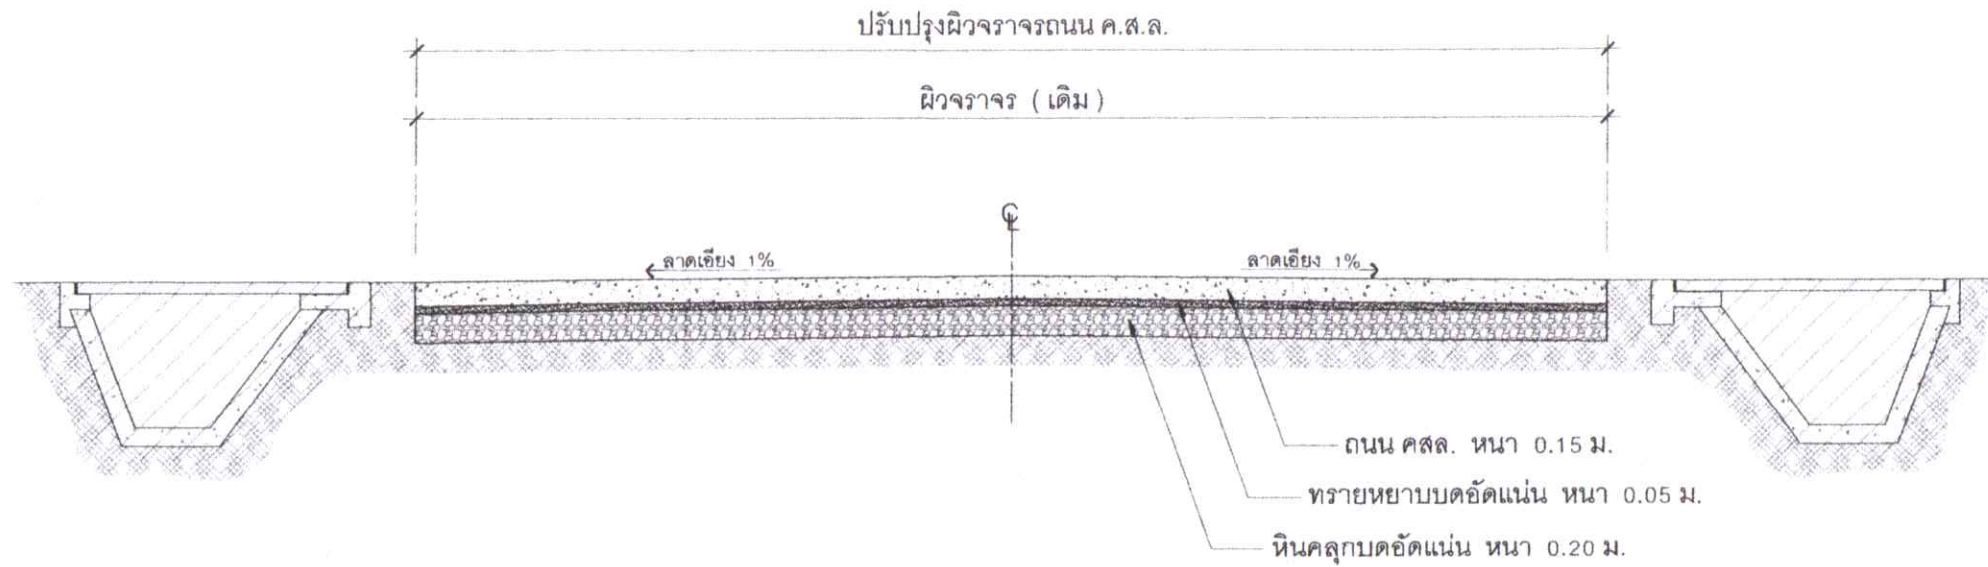 ปรับปรุงผิวจราจรถนน ค.ส.ล.
ผิวจราจร ( เดิม )
℄
ลาดเอียง 1%
ลาดเอียง 1%
ถนน คสล. หนา 0.15 ม.
ทรายหยาบบดอัดแน่น หนา 0.05 ม.
หินคลุกบดอัดแน่น หนา 0.20 ม.